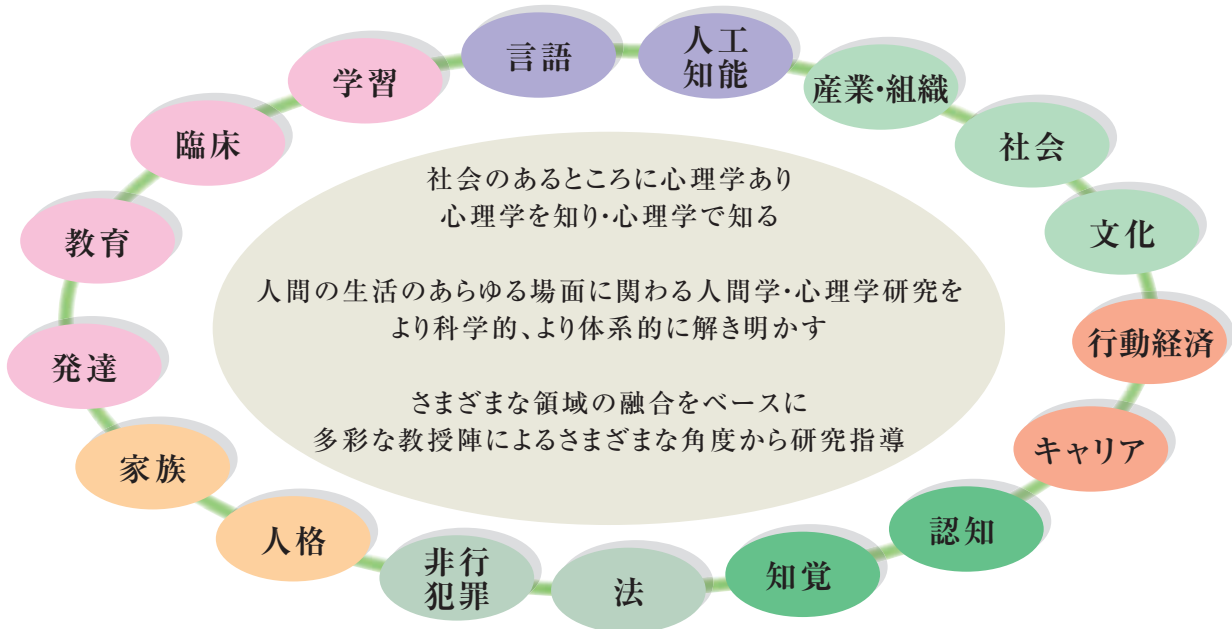 言語
人工
知能
産業・組織
社会
文化
行動経済
キャリア
認知
知覚
法
非行
犯罪
人格
家族
発達
教育
臨床
学習
社会のあるところに心理学あり
心理学を知り・心理学で知る
人間の生活のあらゆる場面に関わる人間学・心理学研究を
より科学的、より体系的に解き明かす
さまざまな領域の融合をベースに
多彩な教授陣によるさまざまな角度から研究指導